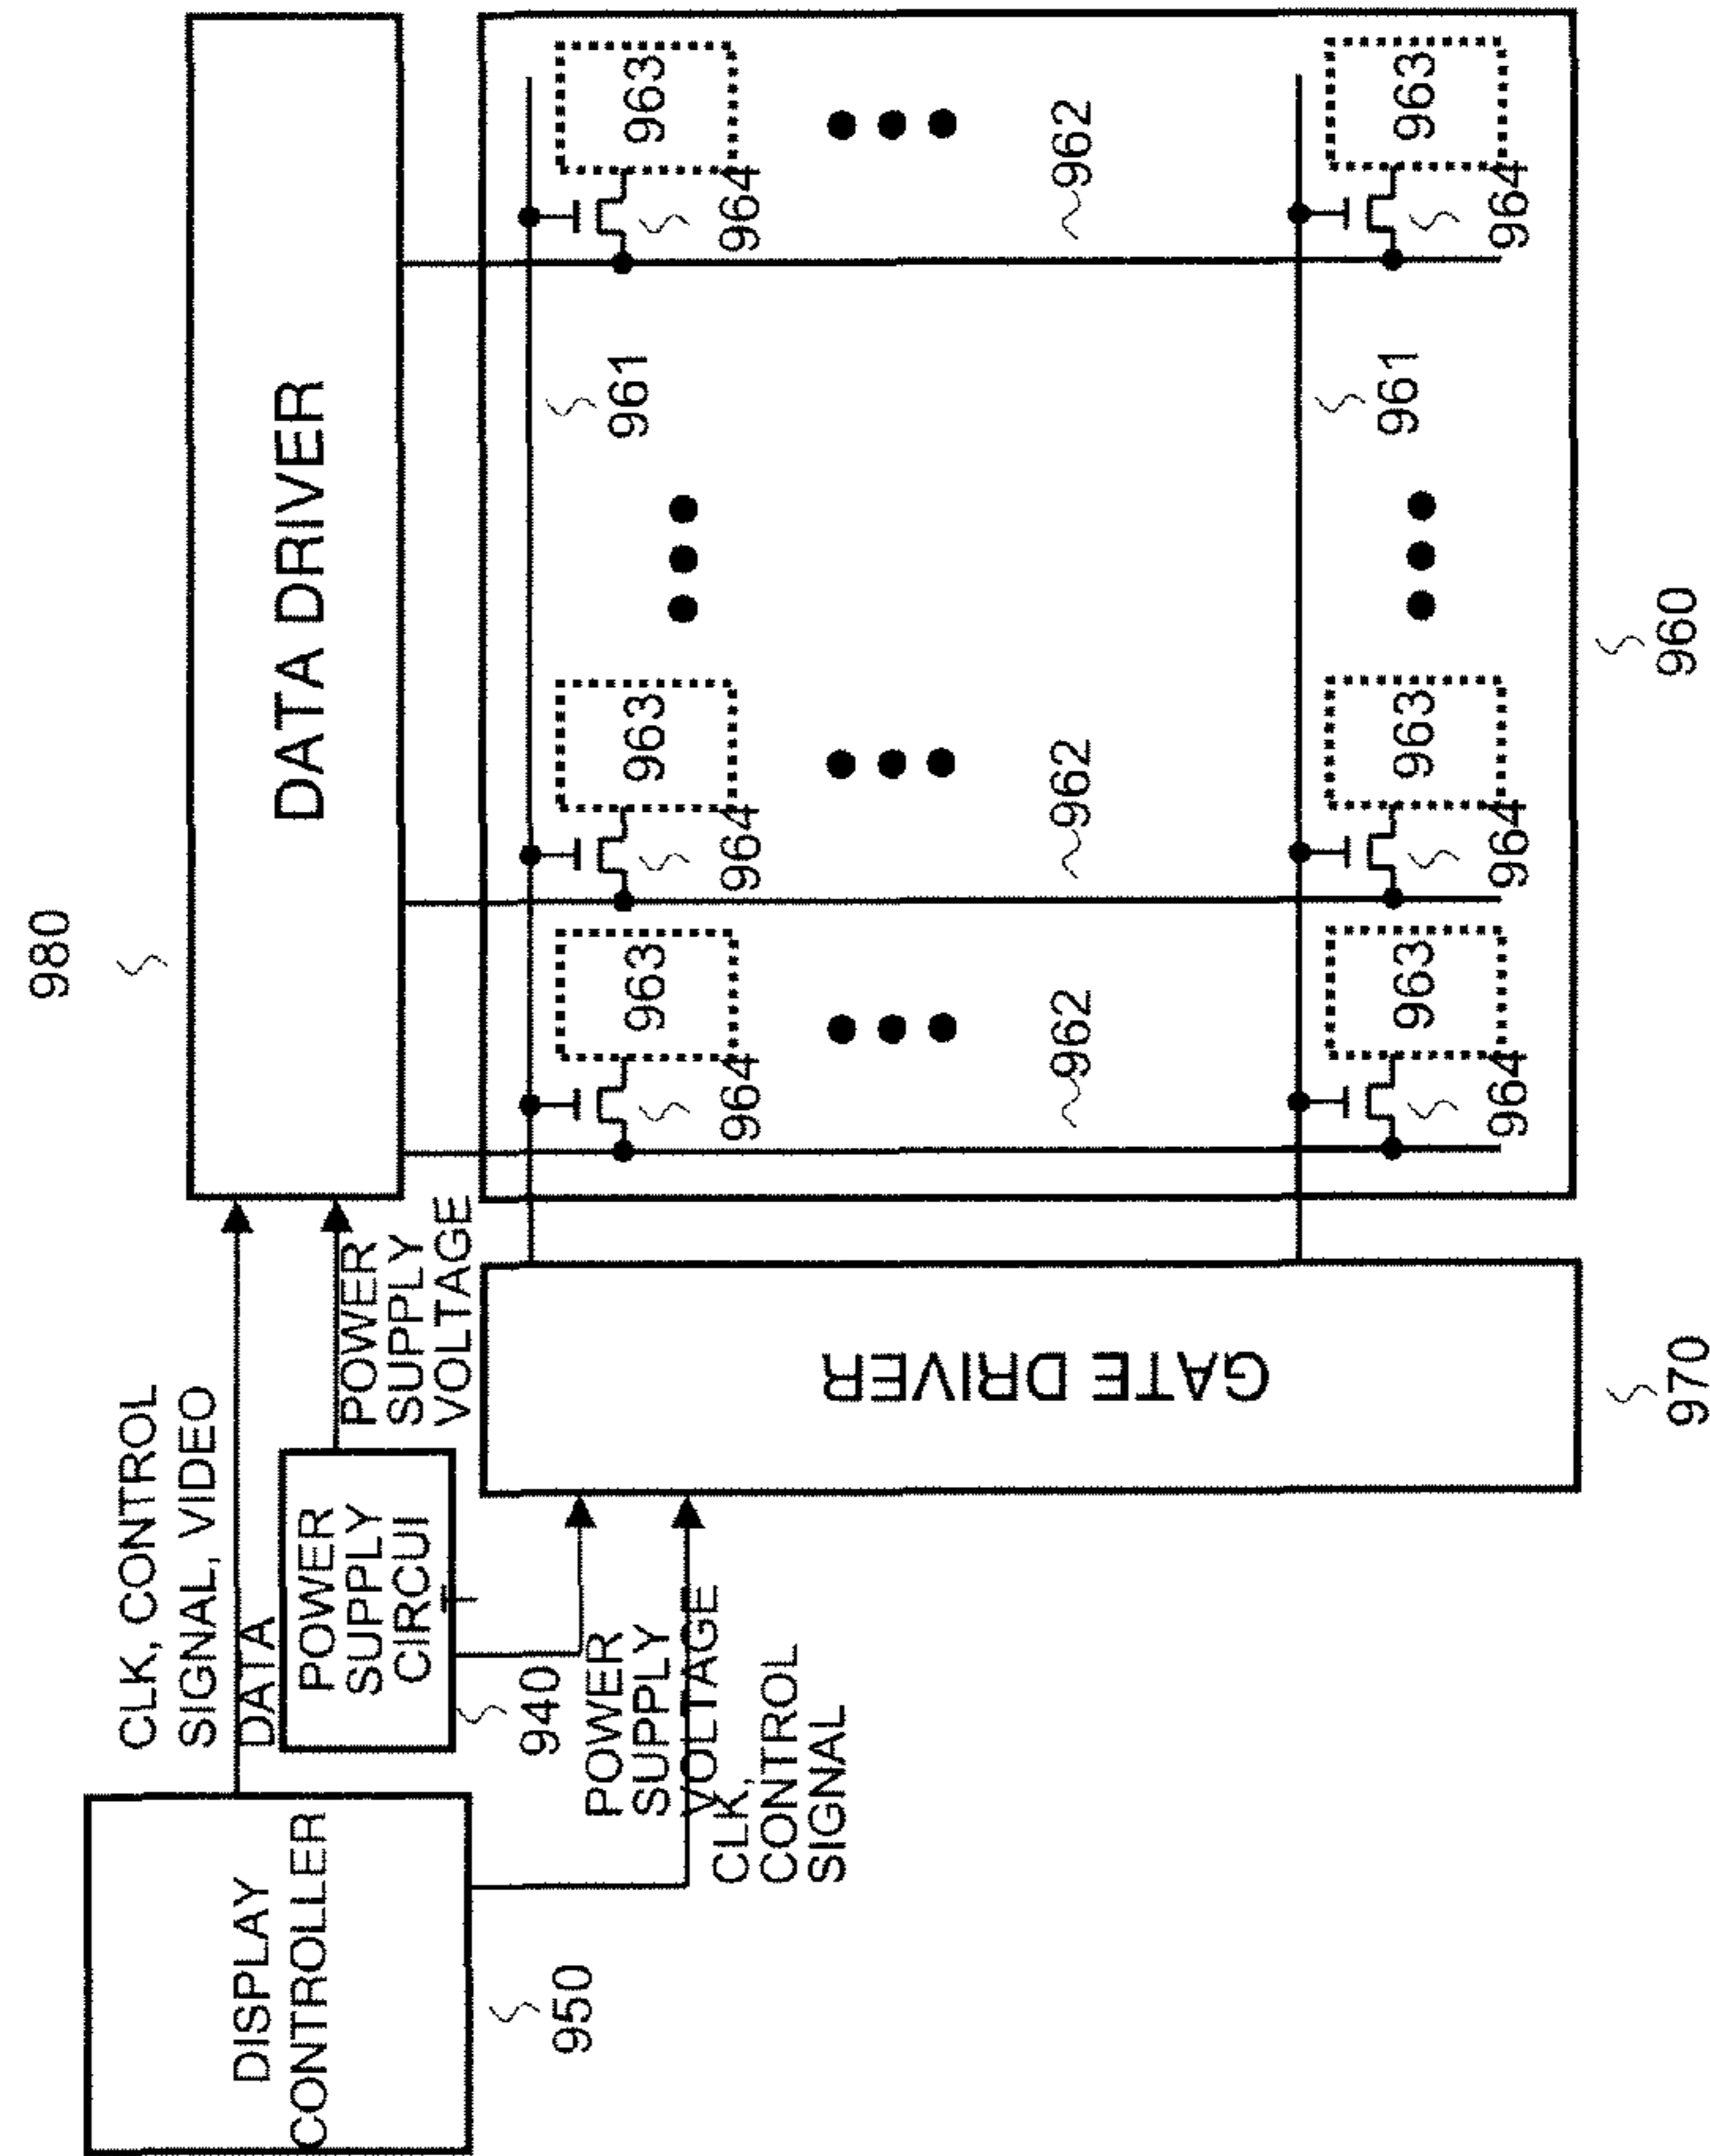 980
CLK, CONTROL
SIGNAL, VIDEO
DATA
DATA DRIVER
DISPLAY
CONTROLLER
950
POWER
SUPPLY
CIRCUI
T
940
POWER
SUPPLY
VOLTAGE
POWER
SUPPLY
VOLTAGE
CLK,
CONTROL
SIGNAL
GATE DRIVER
970
963
963
963
964
964
964
961
962
962
962
963
963
963
961
964
964
964
960